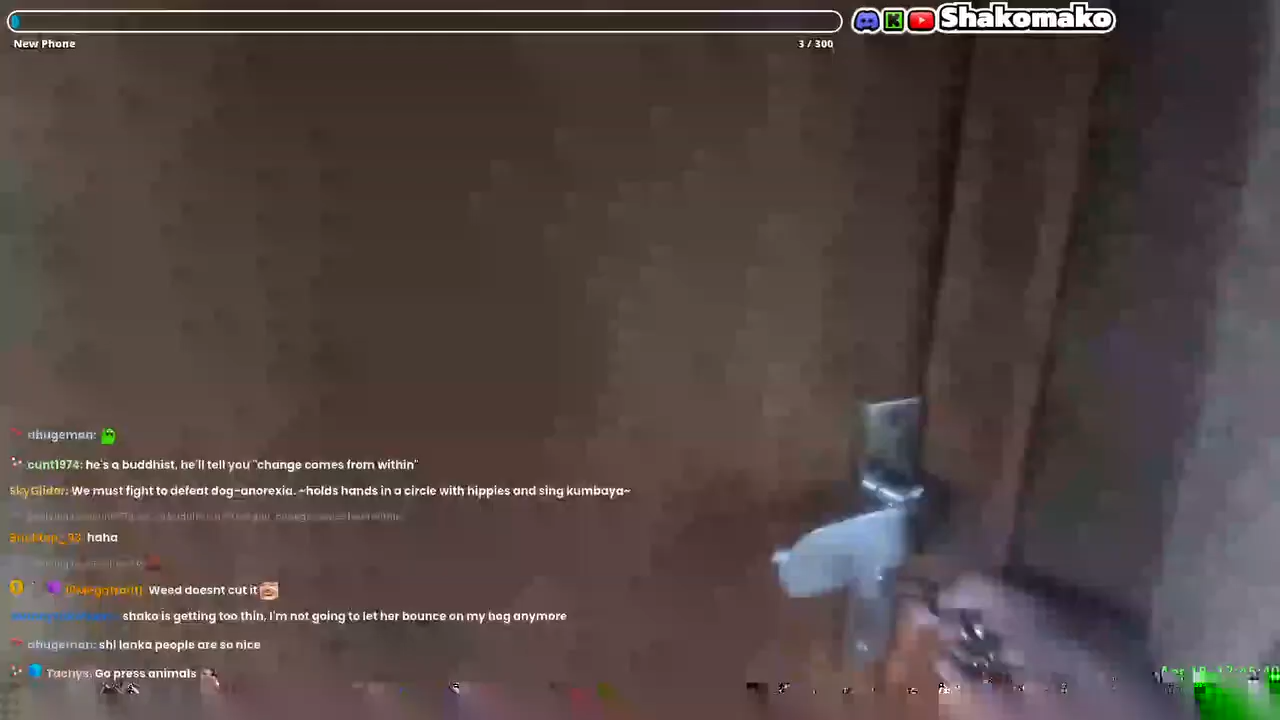 Shakomako
New Phone
3 / 300
ahugeman:
cunt1974: he's a buddhist, he'll tell you "change comes from within"
SkyGlider: We must fight to defeat dog-anorexia. ~holds hands in a circle with hippies and sing kumbaya~
haha
Weed doesnt cut it
shako is getting too thin, I'm not going to let her bounce on my hog anymore
ahugeman: shi lanka people are so nice
Tachys: Go press animals